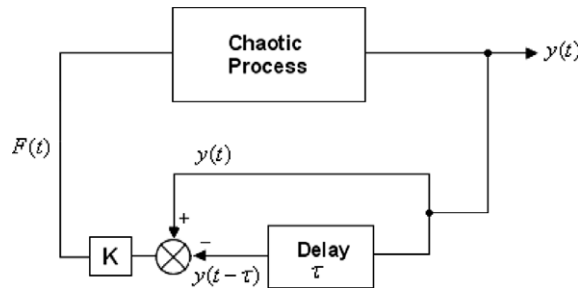 Chaotic
Process
y(t)
F(t)
y(t)
+
−
K
Delay
τ
y(t−τ)